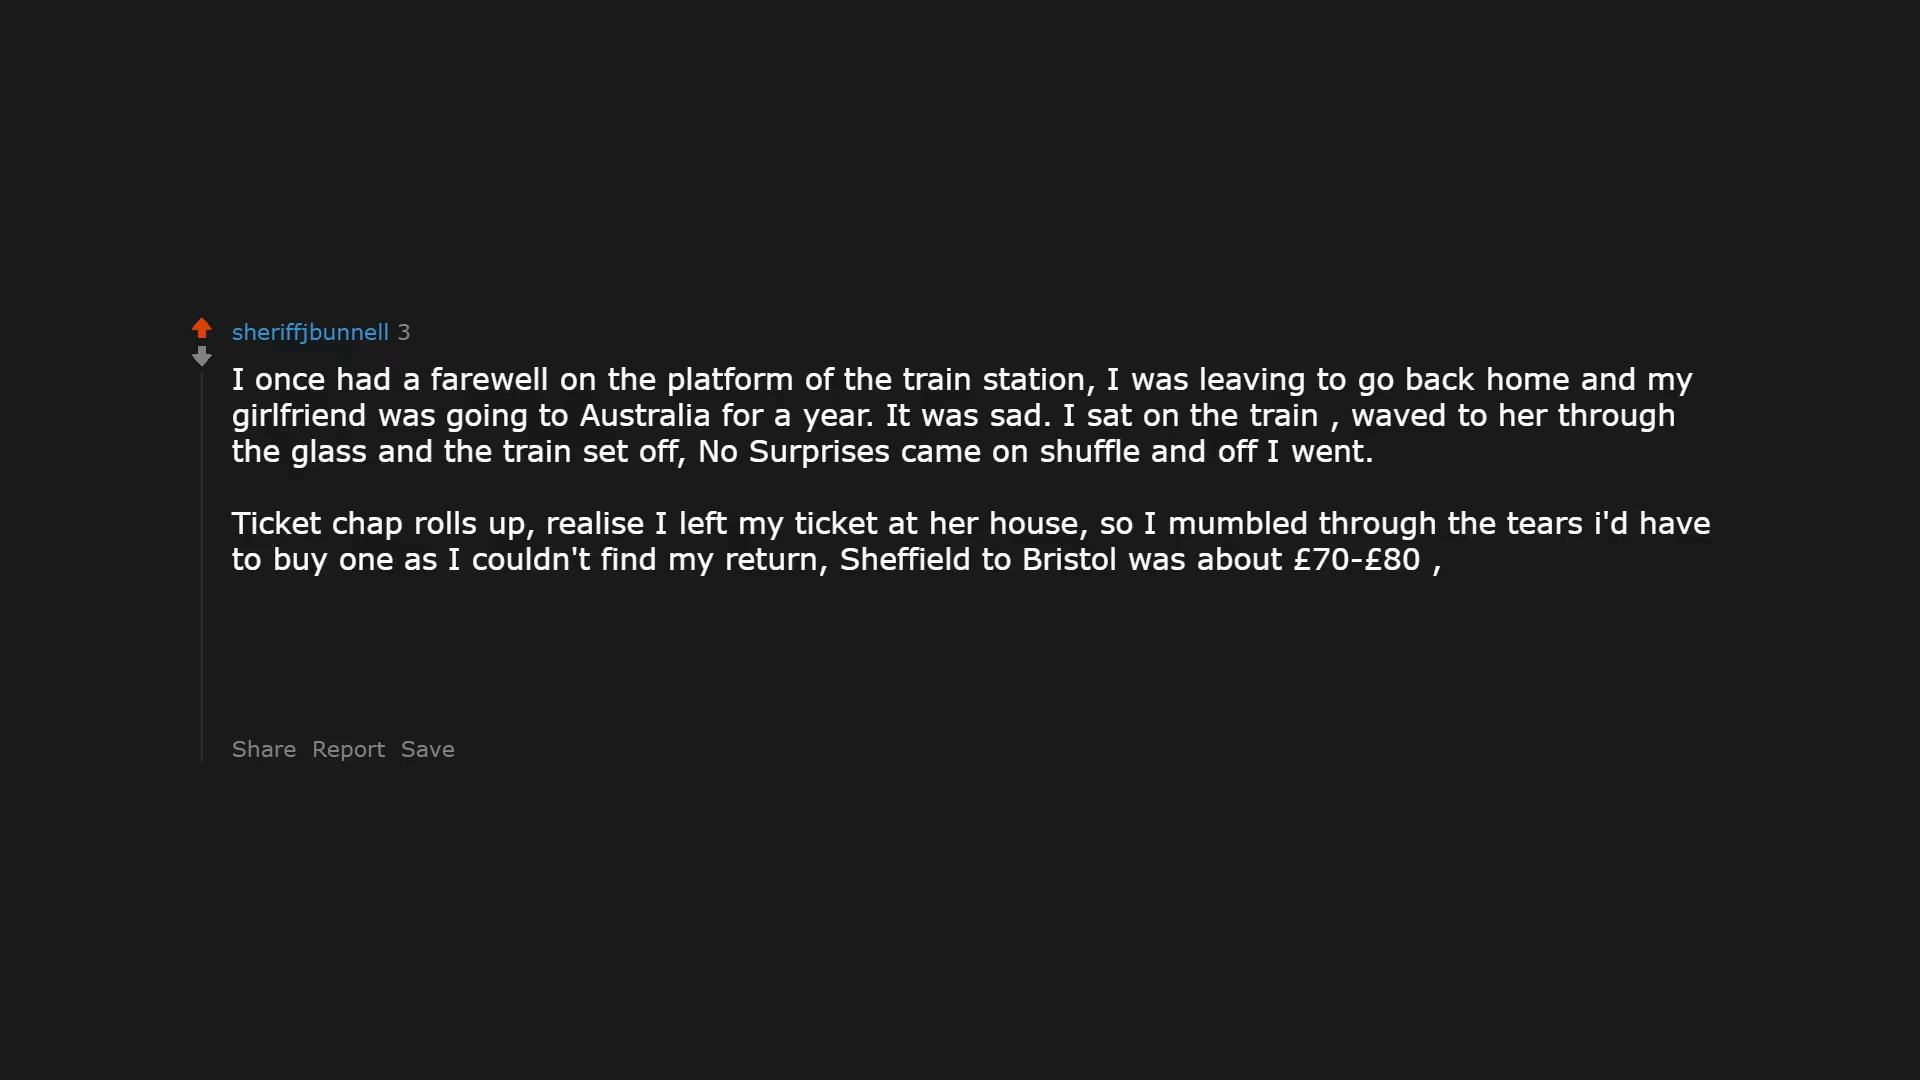 sheriffjbunnell 3
I once had a farewell on the platform of the train station, I was leaving to go back home and my
girlfriend was going to Australia for a year. It was sad. I sat on the train , waved to her through
the glass and the train set off, No Surprises came on shuffle and off I went.
Ticket chap rolls up, realise I left my ticket at her house, so I mumbled through the tears i'd have
to buy one as I couldn't find my return, Sheffield to Bristol was about £70-£80 ,
Share Report Save